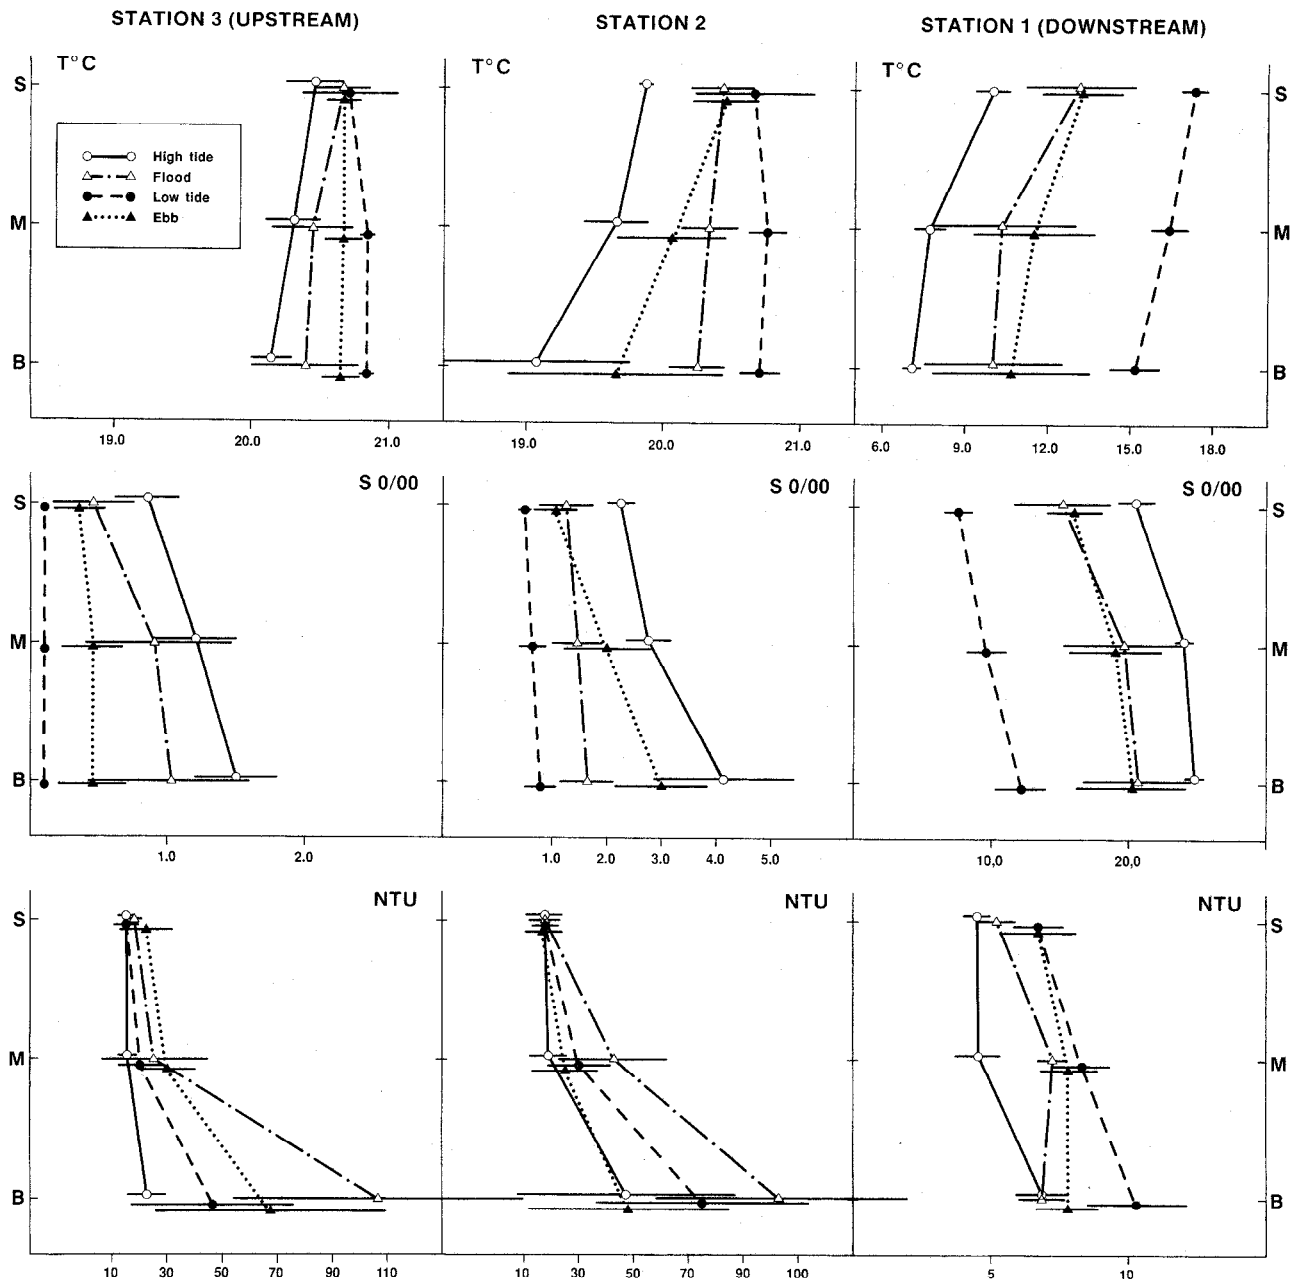 STATION 3 (UPSTREAM) STATION 2 STATION 1 (DOWNSTREAM)
T°C T°C T°C
S S
High tide
Flood
Low tide
Ebb
M M
B B
19.0 20.0 21.0 19.0 20.0 21.0 6.0 9.0 12.0 15.0 18.0
S 0/00 S 0/00 S 0/00
S S
M M
B B
1.0 2.0 1.0 2.0 3.0 4.0 5.0 10,0 20,0
NTU NTU NTU
S S
M M
B B
10 30 50 70 90 110 10 30 50 70 90 100 5 10